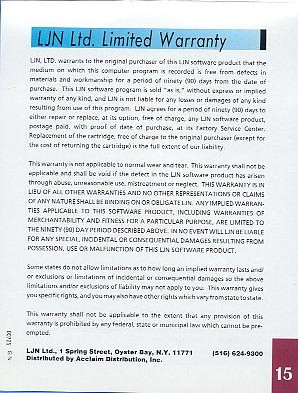 LJN Ltd. Limited Warranty
LJN, LTD. warrants to the original purchaser of this LJN software product that the
medium on which this computer program is recorded is free from defects in
materials and workmanship for a period of ninety (90) days from the date of
purchase. This LJN software program is sold "as is," without express or implied
warranty of any kind, and LJN is not liable for any losses or damages of any kind
resulting from use of this program. LJN agrees for a period of ninety (90) days to
either repair or replace, at its option, free of charge, any LJN software product,
postage paid, with proof of date of purchase, at its Factory Service Center.
Replacement of the cartridge, free of charge to the original purchaser (except for
the cost of returning the cartridge) is the full extent of our liability.
This warranty is not applicable to normal wear and tear. This warranty shall not be
applicable and shall be void if the defect in the LJN software product has arisen
through abuse, unreasonable use, mistreatment or neglect. THIS WARRANTY IS IN
LIEU OF ALL OTHER WARRANTIES AND NO OTHER REPRESENTATIONS OR CLAIMS
OF ANY NATURE SHALL BE BINDING ON OR OBLIGATE LJN. ANY IMPLIED WARRAN-
TIES APPLICABLE TO THIS SOFTWARE PRODUCT, INCLUDING WARRANTIES OF
MERCHANTABILITY AND FITNESS FOR A PARTICULAR PURPOSE, ARE LIMITED TO
THE NINETY (90) DAY PERIOD DESCRIBED ABOVE. IN NO EVENT WILL LJN BE LIABLE
FOR ANY SPECIAL, INCIDENTAL OR CONSEQUENTIAL DAMAGES RESULTING FROM
POSSESSION, USE OR MALFUNCTION OF THIS LJN SOFTWARE PRODUCT.
Some states do not allow limitations as to how long an implied warranty lasts and/
or exclusions or limitations of incidental or consequential damages so the above
limitations and/or exclusions of liability may not apply to you. This warranty gives
you specific rights, and you may also have other rights which vary from state to state.
This warranty shall not be applicable to the extent that any provision of this
warranty is prohibited by any federal, state or municipal law which cannot be pre-
empted.
LJN Ltd., 1 Spring Street, Oyster Bay, N.Y. 11771 (516) 624-9300
Distributed by Acclaim Distribution, Inc.
15